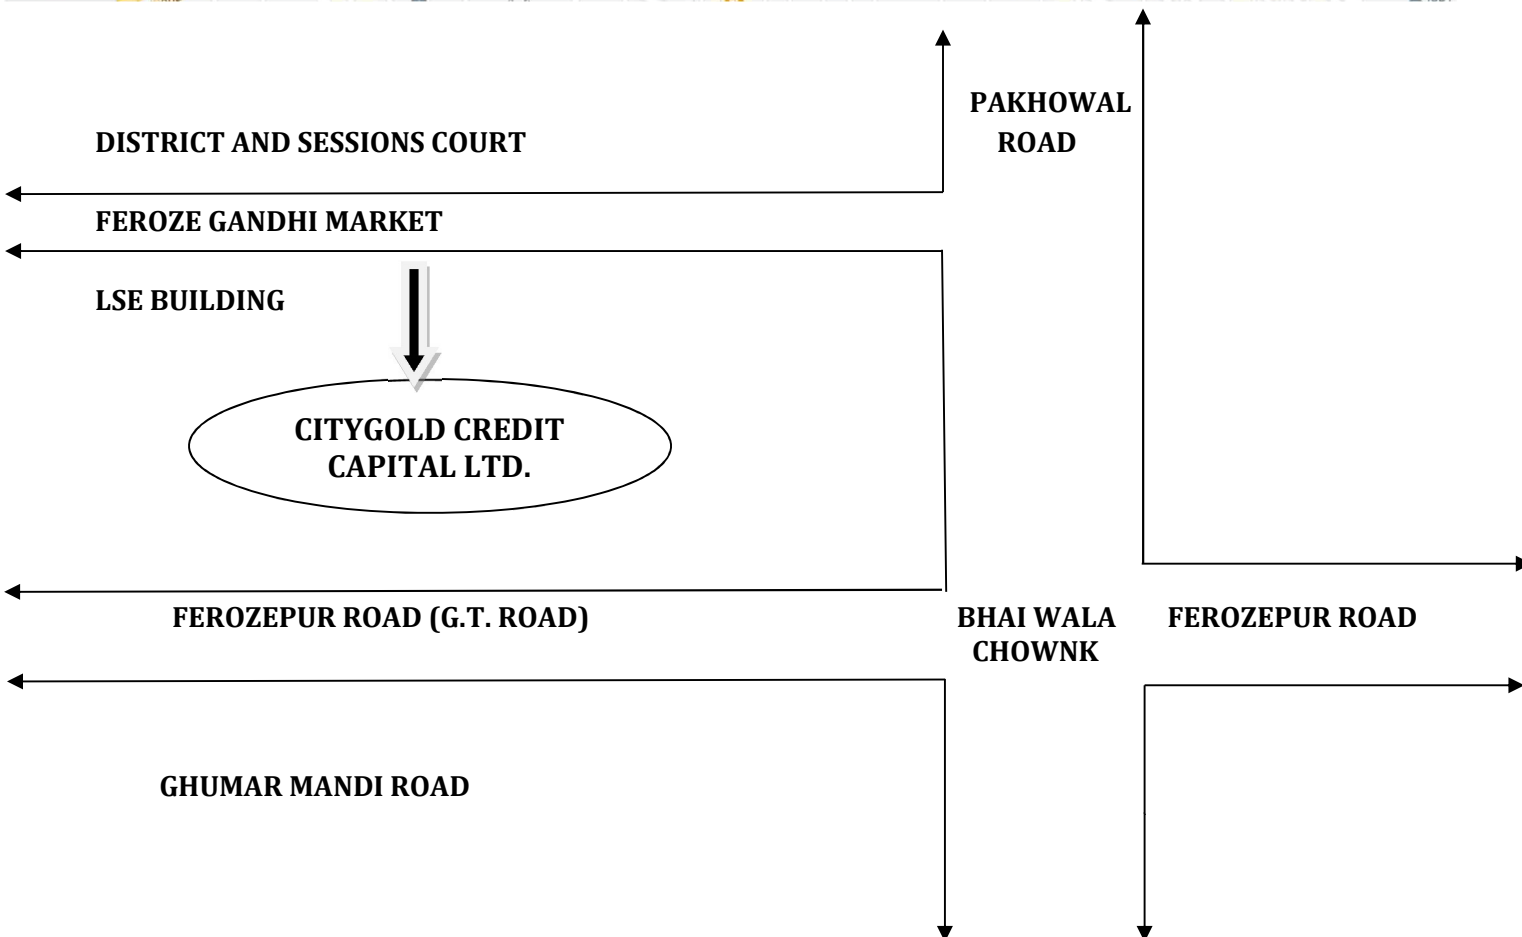 PAKHOWAL
ROAD
DISTRICT AND SESSIONS COURT
FEROZE GANDHI MARKET
LSE BUILDING
CITYGOLD CREDIT
CAPITAL LTD.
FEROZEPUR ROAD (G.T. ROAD)
BHAI WALA
CHOWNK
FEROZEPUR ROAD
GHUMAR MANDI ROAD